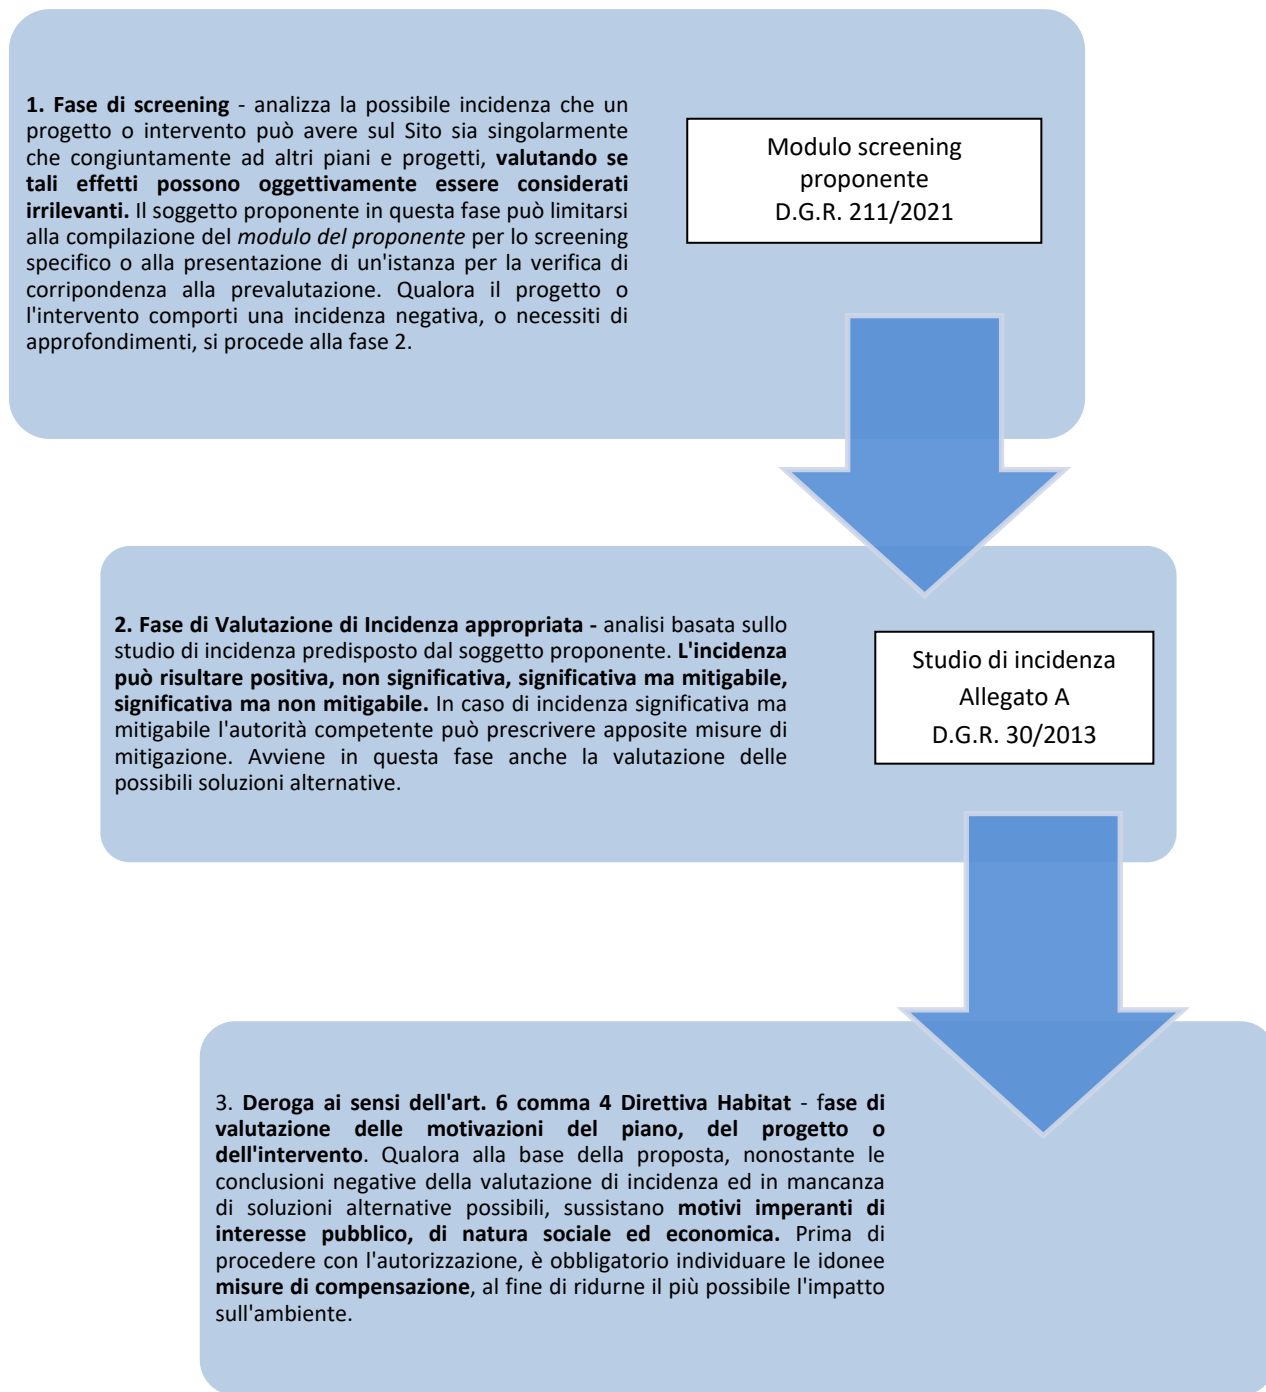 1. Fase di screening - analizza la possibile incidenza che un
progetto o intervento può avere sul Sito sia singolarmente
che congiuntamente ad altri piani e progetti, valutando se
tali effetti possono oggettivamente essere considerati
irrilevanti. Il soggetto proponente in questa fase può limitarsi
alla compilazione del modulo del proponente per lo screening
specifico o alla presentazione di un'istanza per la verifica di
corripondenza alla prevalutazione. Qualora il progetto o
l'intervento comporti una incidenza negativa, o necessiti di
approfondimenti, si procede alla fase 2.
Modulo screening
proponente
D.G.R. 211/2021
2. Fase di Valutazione di Incidenza appropriata - analisi basata sullo
studio di incidenza predisposto dal soggetto proponente. L'incidenza
può risultare positiva, non significativa, significativa ma mitigabile,
significativa ma non mitigabile. In caso di incidenza significativa ma
mitigabile l'autorità competente può prescrivere apposite misure di
mitigazione. Avviene in questa fase anche la valutazione delle
possibili soluzioni alternative.
Studio di incidenza
Allegato A
D.G.R. 30/2013
3. Deroga ai sensi dell'art. 6 comma 4 Direttiva Habitat - fase di
valutazione delle motivazioni del piano, del progetto o
dell'intervento. Qualora alla base della proposta, nonostante le
conclusioni negative della valutazione di incidenza ed in mancanza
di soluzioni alternative possibili, sussistano motivi imperanti di
interesse pubblico, di natura sociale ed economica. Prima di
procedere con l'autorizzazione, è obbligatorio individuare le idonee
misure di compensazione, al fine di ridurne il più possibile l'impatto
sull'ambiente.